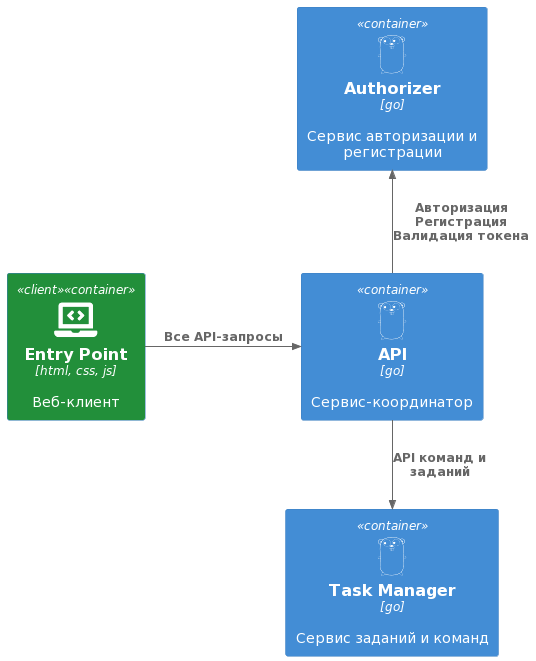 «container»
Authorizer
[go]
Сервис авторизации и
регистрации
Авторизация
Регистрация
Валидация токена
«client»«container»
Entry Point
[html, css, js]
Веб-клиент
Все API-запросы
«container»
API
[go]
Сервис-координатор
API команд и
заданий
«container»
Task Manager
[go]
Сервис заданий и команд